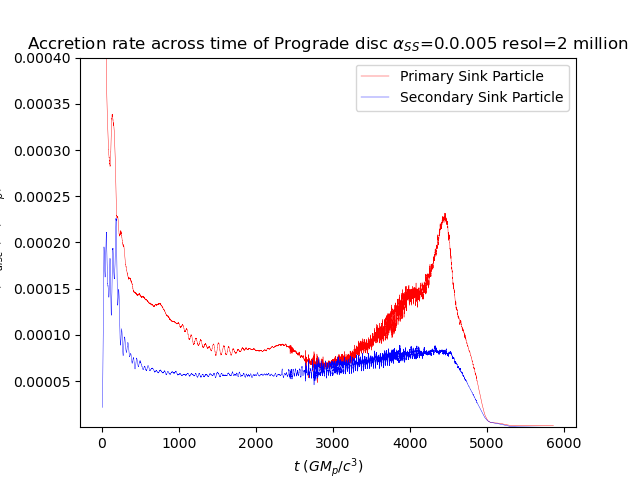 Accretion rate across time of Prograde disc α_SS=0.0.005 resol=2 million
Primary Sink Particle
Secondary Sink Particle
0.00040
0.00035
0.00030
0.00025
0.00020
0.00015
0.00010
0.00005
0 1000 2000 3000 4000 5000 6000
t (GM_p/c^3)